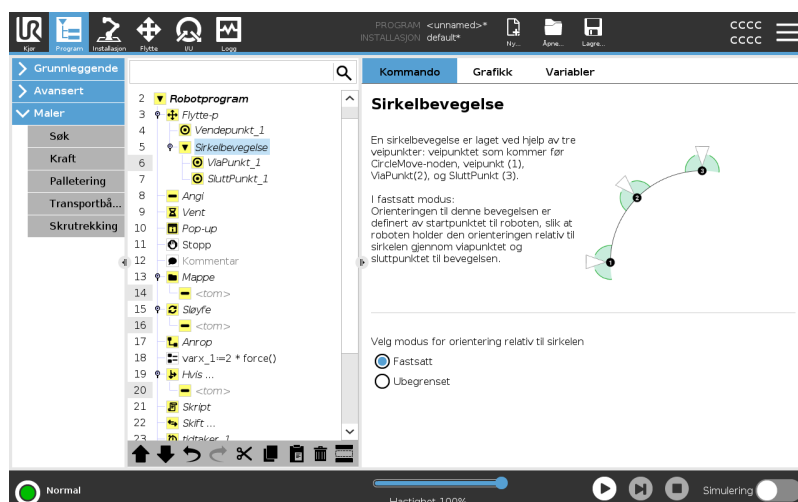 PROGRAM <unnamed>*
INSTALLASJON default*
CCCC
CCCC
Kjør Program Installasjon Flytte I/U Logg Ny... Åpne... Lagre...
Grunnleggende
Avansert
Maler
Søk
Kraft
Palletering
Transportbå...
Skrutrekking
2 Robotprogram
3 Flytte-p
4 Vendepunkt_1
5 Sirkelbevegelse
6 ViaPunkt_1
7 SluttPunkt_1
8 Angi
9 Vent
10 Pop-up
11 Stopp
12 Kommentar
13 Mappe
14 <tom>
15 Sløyfe
16 <tom>
17 Anrop
18 varx_1:=2 * force()
19 Hvis ...
20 <tom>
21 Skript
22 Skift ...
23 tidtaker_1
Kommando Grafikk Variabler
Sirkelbevegelse
En sirkelbevegelse er laget ved hjelp av tre
veipunkter: veipunktet som kommer før
CircleMove-noden, veipunkt (1),
ViaPunkt(2), og SluttPunkt (3).
I fastsatt modus:
Orienteringen til denne bevegelsen er
definert av startpunktet til roboten, slik at
roboten holder den orienteringen relativ til
sirkelen gjennom viapunktet og
sluttpunktet til bevegelsen.
3
2
1
Velg modus for orientering relativ til sirkelen
Fastsatt
Ubegrenset
Normal
Hastighet 100%
Simulering